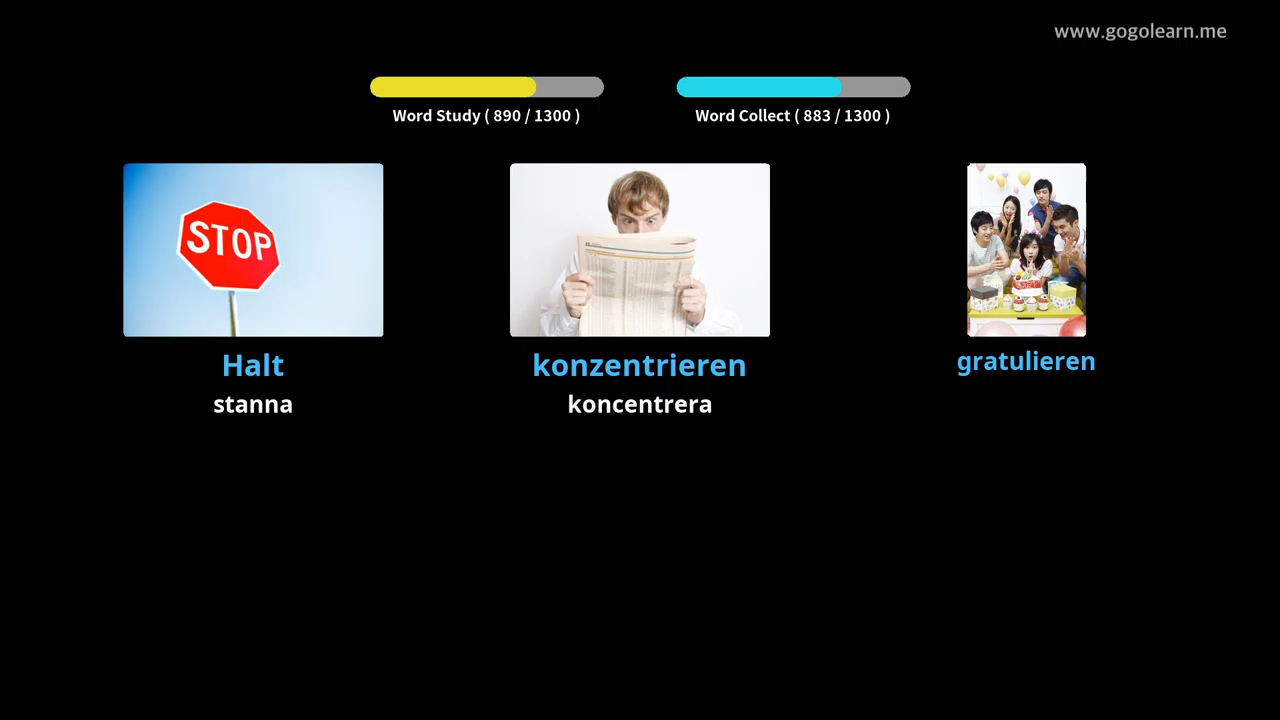 www.gogolearn.me
Word Study ( 890 / 1300 )
Word Collect ( 883 / 1300 )
STOP
Halt
stanna
konzentrieren
koncentrera
gratulieren